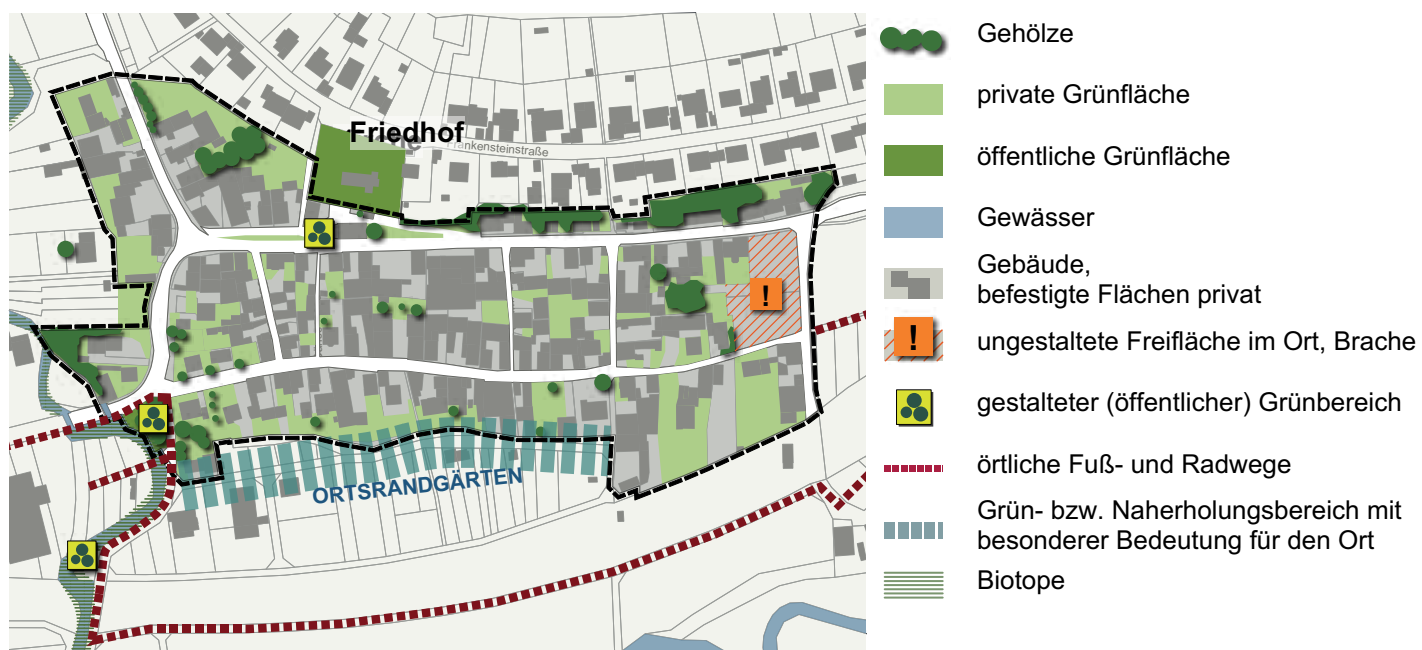 Friedhof
Frankensteinstraße
!
ORTSRANDGÄRTEN
Gehölze
private Grünfläche
öffentliche Grünfläche
Gewässer
Gebäude,
befestigte Flächen privat
!
ungestaltete Freifläche im Ort, Brache
gestalteter (öffentlicher) Grünbereich
örtliche Fuß- und Radwege
Grün- bzw. Naherholungsbereich mit
besonderer Bedeutung für den Ort
Biotope